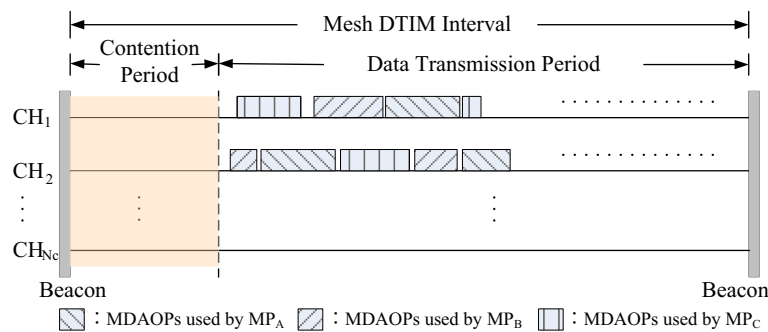 Mesh DTIM Interval
Contention
Period
Data Transmission Period
CH1
CH2
CHNc
Beacon
Beacon
: MDAOPs used by MPA
: MDAOPs used by MPB
: MDAOPs used by MPC